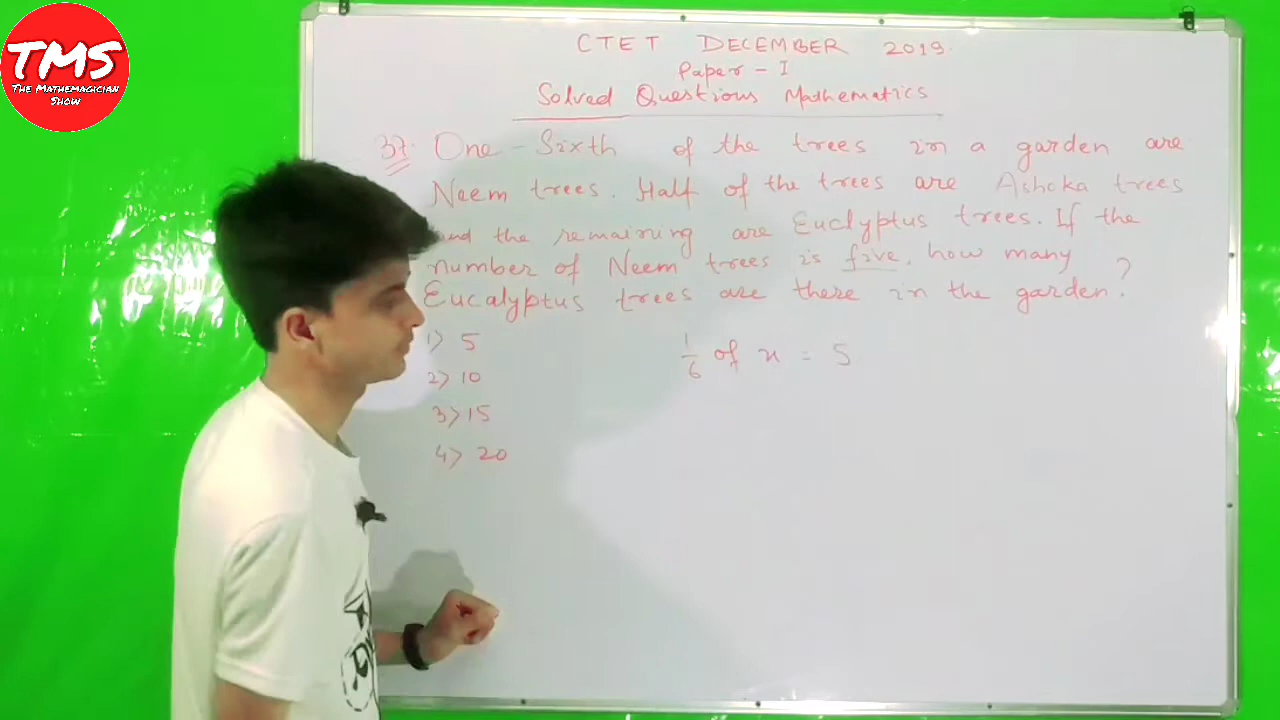 TMS
THE MATHEMAGICIAN
SHOW
CTET DECEMBER 2019.
Paper - I
Solved Questions Mathematics
37. One - Sixth of the trees in a garden are
Neem trees. Half of the trees are Ashoka trees
and the remaining are Euclyptus trees. If the
number of Neem trees is five, how many
Eucalyptus trees are there in the garden?
1> 5
2> 10
3> 15
4> 20
1/6 of x = 5